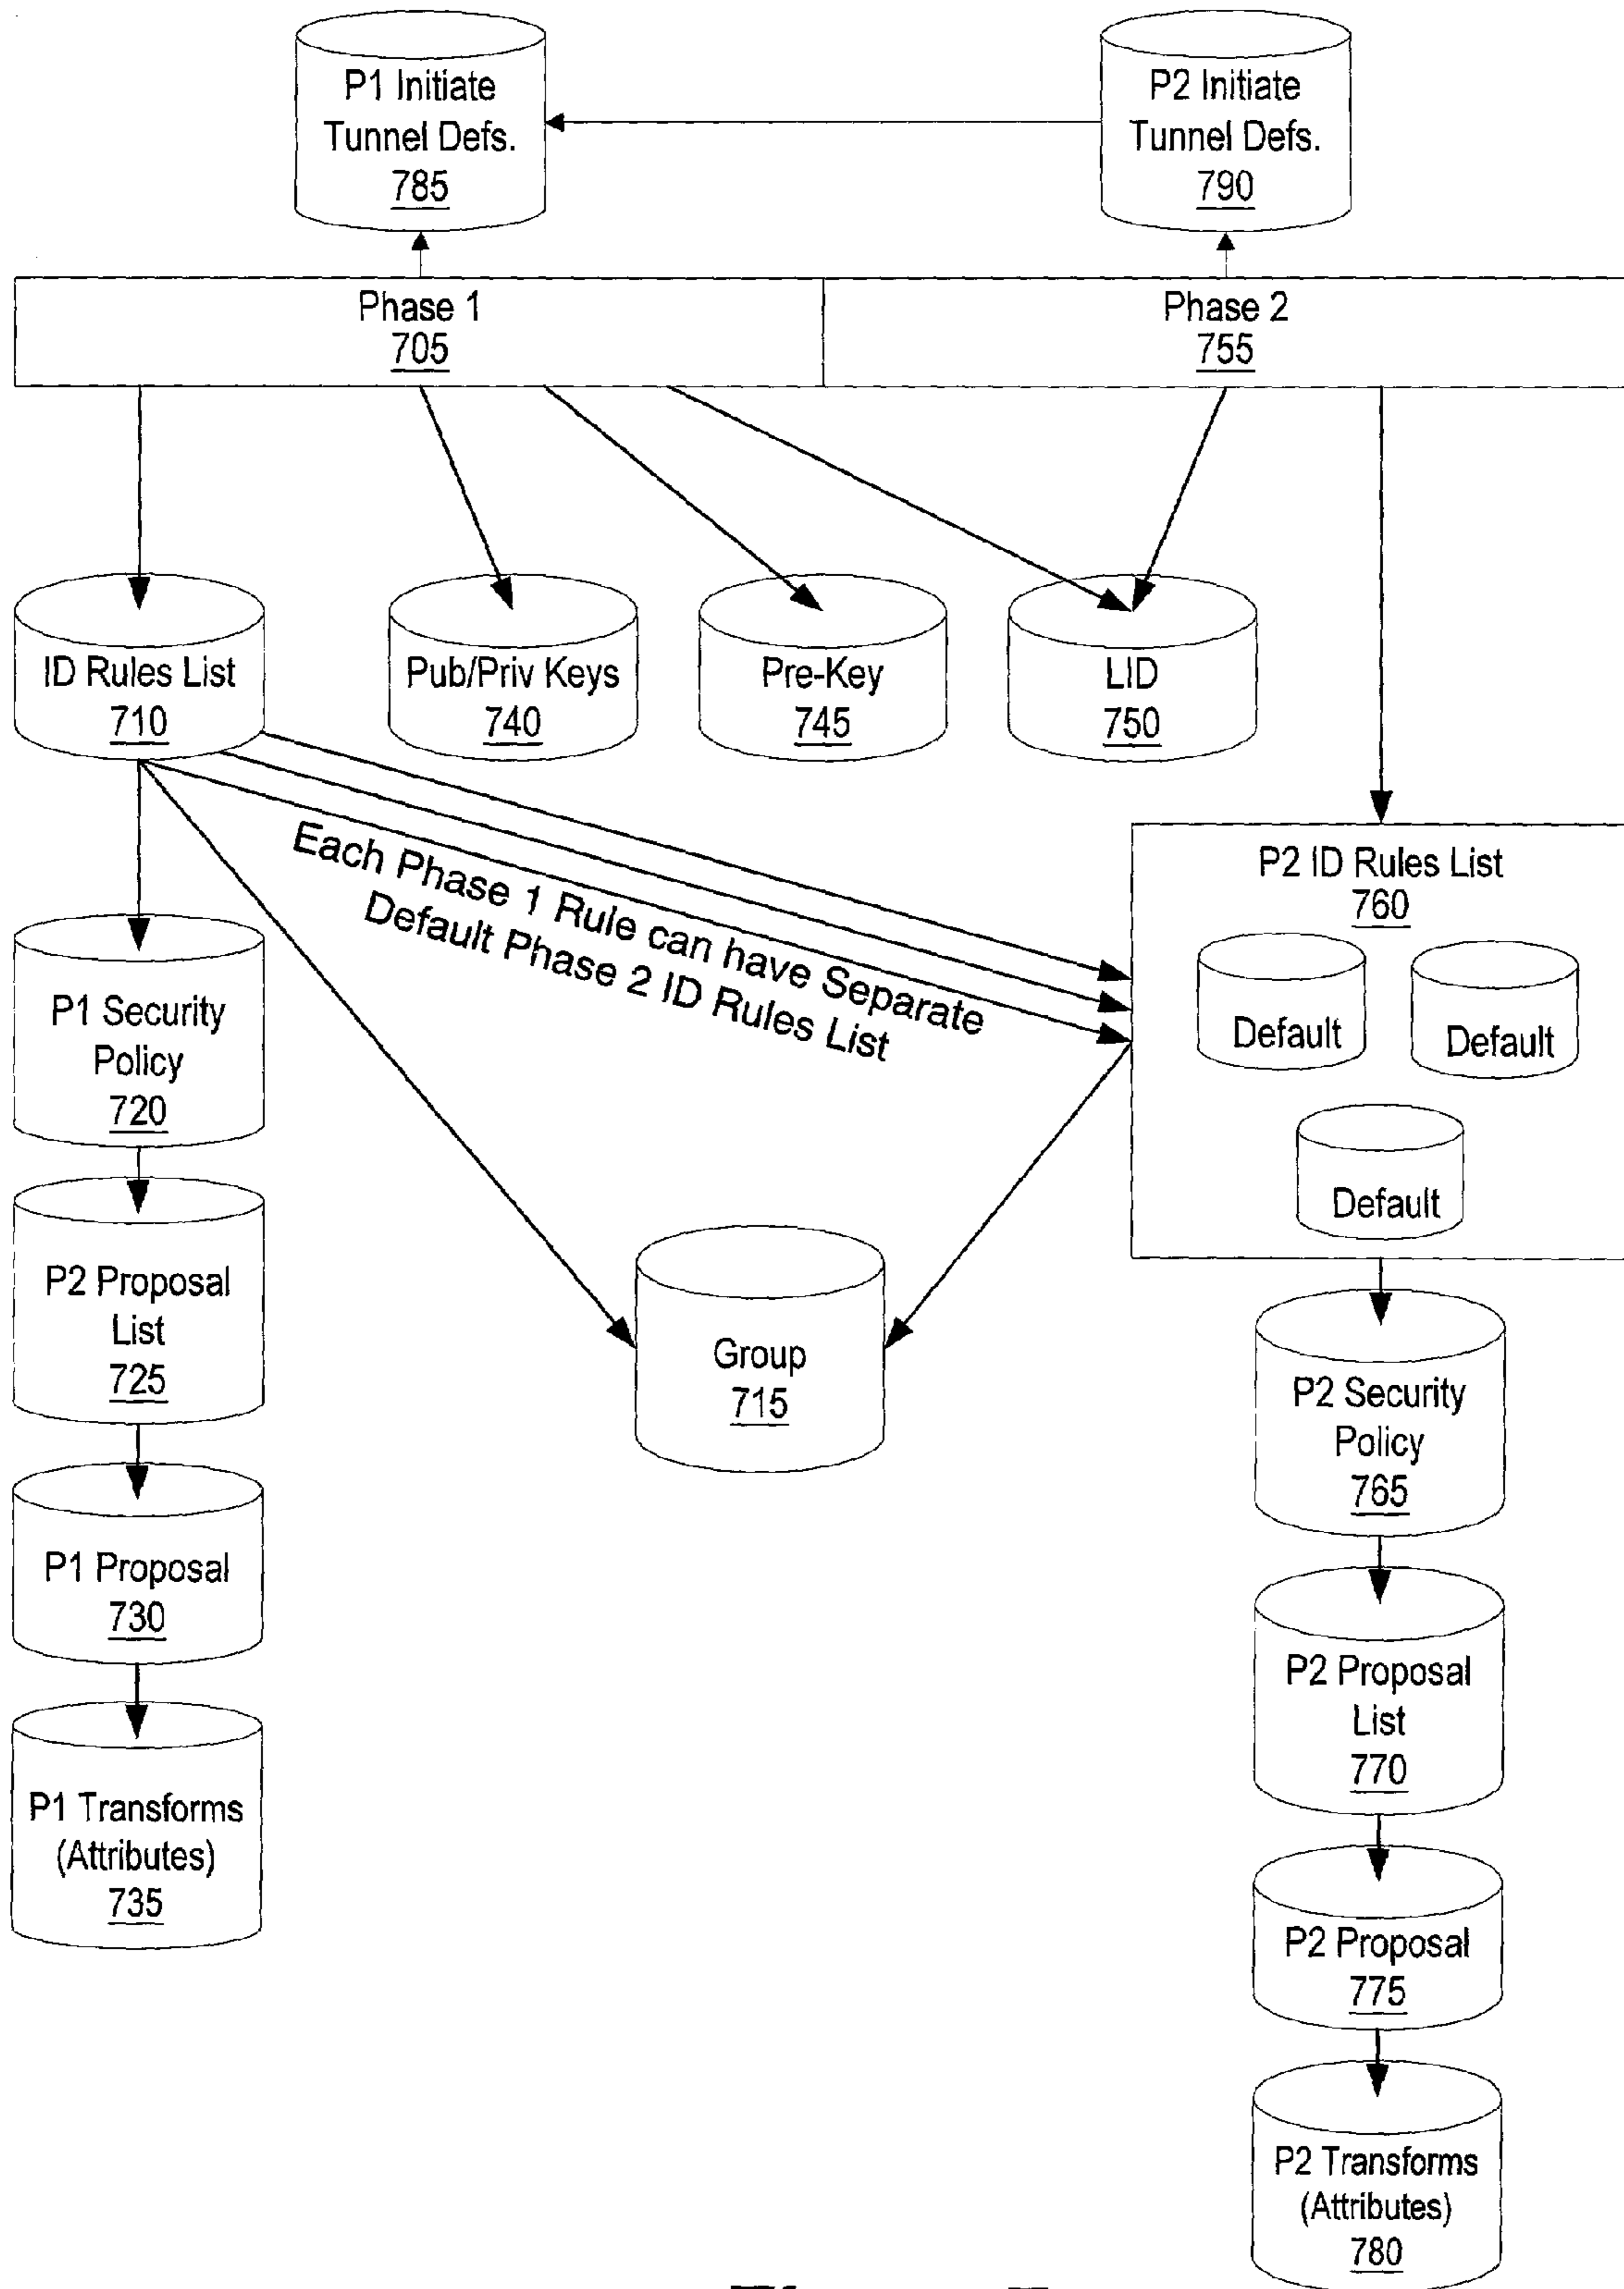 P1 Initiate
Tunnel Defs.
785
P2 Initiate
Tunnel Defs.
790
Phase 1
705
Phase 2
755
ID Rules List
710
Pub/Priv Keys
740
Pre-Key
745
LID
750
Each Phase 1 Rule can have Separate
Default Phase 2 ID Rules List
P2 ID Rules List
760
Default
Default
Default
P1 Security
Policy
720
P2 Proposal
List
725
P1 Proposal
730
P1 Transforms
(Attributes)
735
Group
715
P2 Security
Policy
765
P2 Proposal
List
770
P2 Proposal
775
P2 Transforms
(Attributes)
780